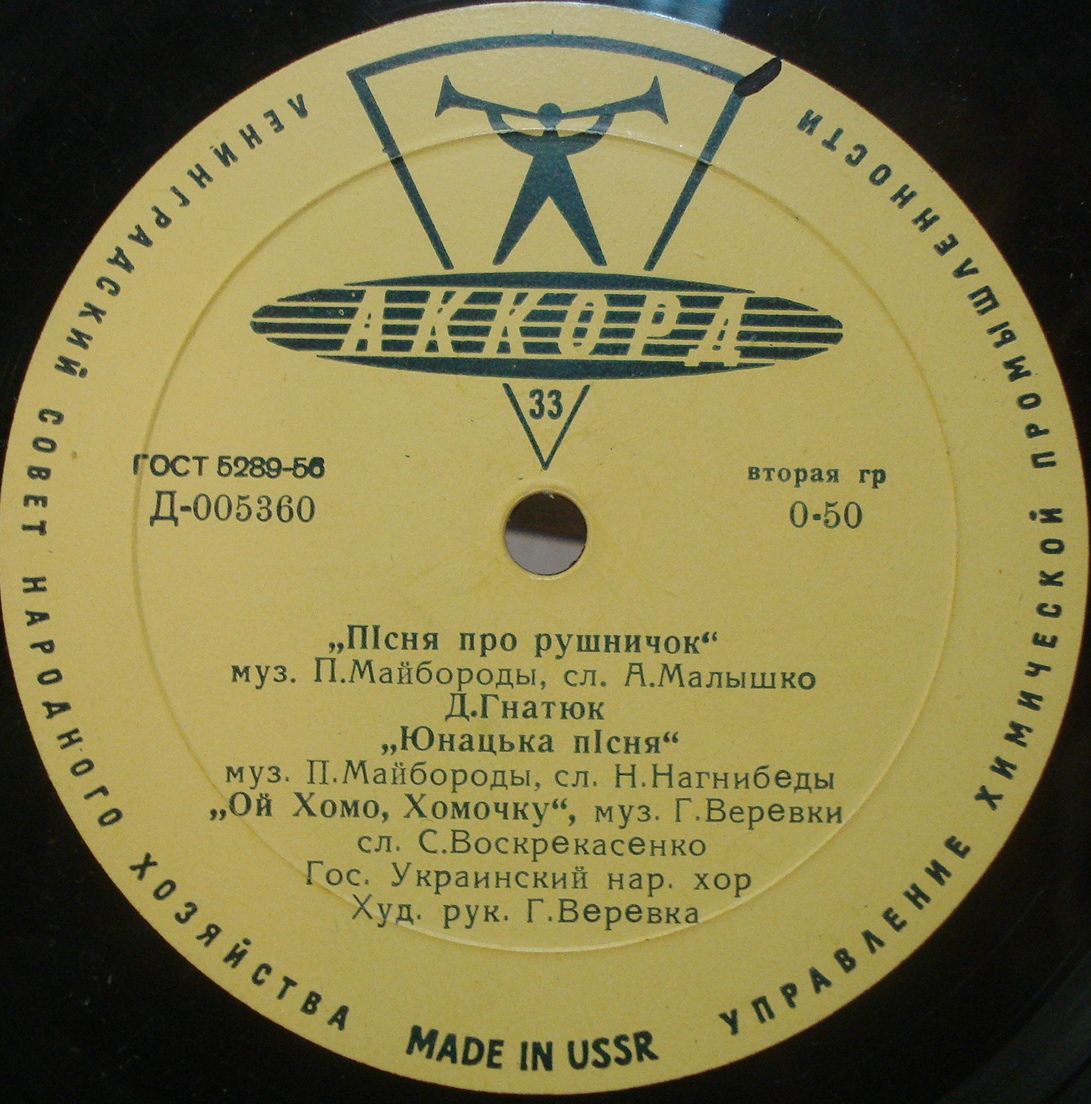 ЛЕНИНГРАДСКИЙ СОВЕТ НАРОДНОГО ХОЗЯЙСТВА
УПРАВЛЕНИЕ ХИМИЧЕСКОЙ ПРОМЫШЛЕННОСТИ
АККОРД
33
ГОСТ 5289-56
Д-005360
вторая гр
0-50
„ПІсня про рушничок“
муз. П.Майбороды, сл. А.Малышко
Д.Гнатюк
„Юнацька пІсня“
муз. П.Майбороды, сл. Н.Нагнибеды
„Ой Хомо, Хомочку“, муз. Г.Веревки
сл. С.Воскрекасенко
Гос. Украинский нар. хор
Худ. рук. Г.Веревка
MADE IN USSR